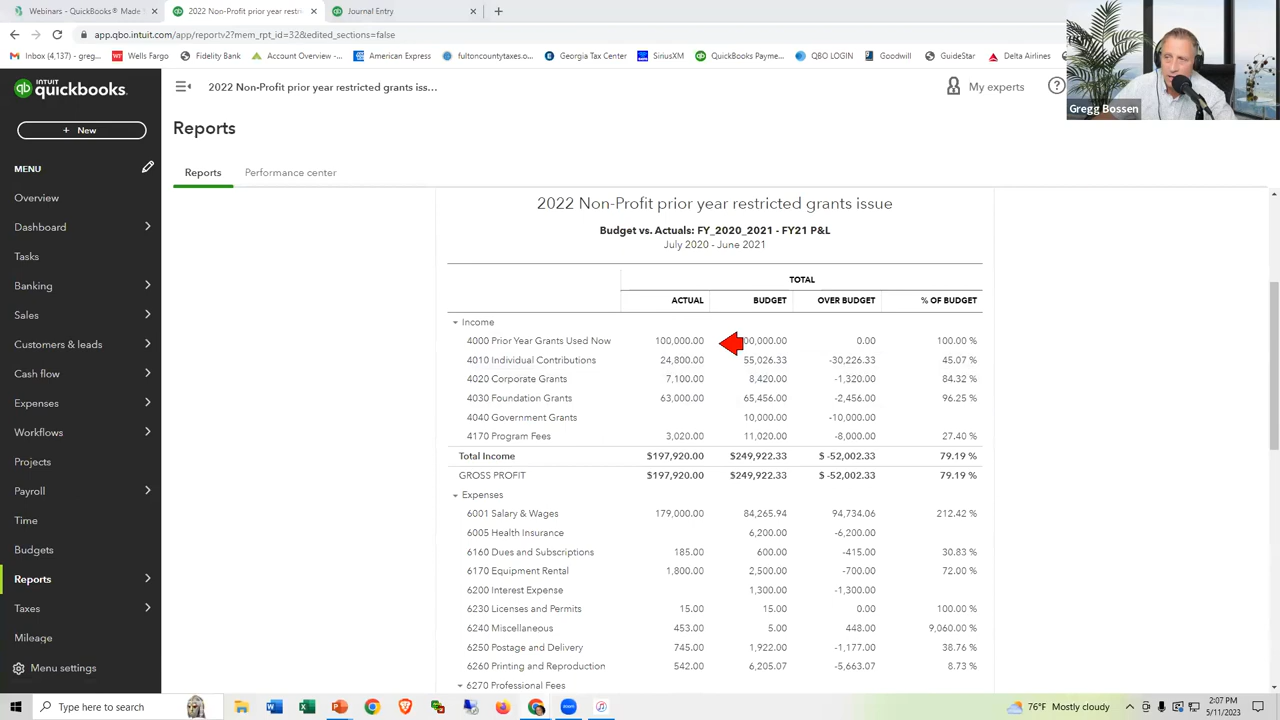 Webinars - QuickBooks Made
2022 Non-Profit prior year restr
Journal Entry
app.qbo.intuit.com/app/reportv2?mem_rpt_id=32&edited_sections=false
Inbox (4,137) - greg...
Wells Fargo
Fidelity Bank
Account Overview -...
American Express
fultoncountytaxes.o...
Georgia Tax Center
SiriusXM
QuickBooks Payme...
QBO LOGIN
Goodwill
GuideStar
Delta Airlines
Gregg Bossen
INTUIT
quickbooks.
2022 Non-Profit prior year restricted grants iss...
My experts
+ New
Reports
MENU
Reports
Performance center
Overview
Dashboard
Tasks
Banking
Sales
Customers & leads
Cash flow
Expenses
Workflows
Projects
Payroll
Time
Budgets
Reports
Taxes
Mileage
Menu settings
2022 Non-Profit prior year restricted grants issue
Budget vs. Actuals: FY_2020_2021 - FY21 P&L
July 2020 - June 2021
TOTAL
ACTUAL BUDGET OVER BUDGET % OF BUDGET
Income
4000 Prior Year Grants Used Now 100,000.00 00,000.00 0.00 100.00 %
4010 Individual Contributions 24,800.00 55,026.33 -30,226.33 45.07 %
4020 Corporate Grants 7,100.00 8,420.00 -1,320.00 84.32 %
4030 Foundation Grants 63,000.00 65,456.00 -2,456.00 96.25 %
4040 Government Grants 10,000.00 -10,000.00
4170 Program Fees 3,020.00 11,020.00 -8,000.00 27.40 %
Total Income $197,920.00 $249,922.33 $ -52,002.33 79.19 %
GROSS PROFIT $197,920.00 $249,922.33 $ -52,002.33 79.19 %
Expenses
6001 Salary & Wages 179,000.00 84,265.94 94,734.06 212.42 %
6005 Health Insurance 6,200.00 -6,200.00
6160 Dues and Subscriptions 185.00 600.00 -415.00 30.83 %
6170 Equipment Rental 1,800.00 2,500.00 -700.00 72.00 %
6200 Interest Expense 1,300.00 -1,300.00
6230 Licenses and Permits 15.00 15.00 0.00 100.00 %
6240 Miscellaneous 453.00 5.00 448.00 9,060.00 %
6250 Postage and Delivery 745.00 1,922.00 -1,177.00 38.76 %
6260 Printing and Reproduction 542.00 6,205.07 -5,663.07 8.73 %
6270 Professional Fees
Type here to search
76°F Mostly cloudy
2:07 PM
5/11/2023